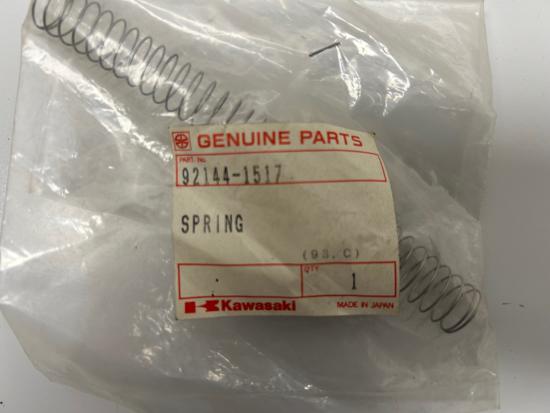 GENUINE PARTS
PART No.
92144-1517
SPRING
(93.C)
QTY
1
Kawasaki
MADE IN JAPAN